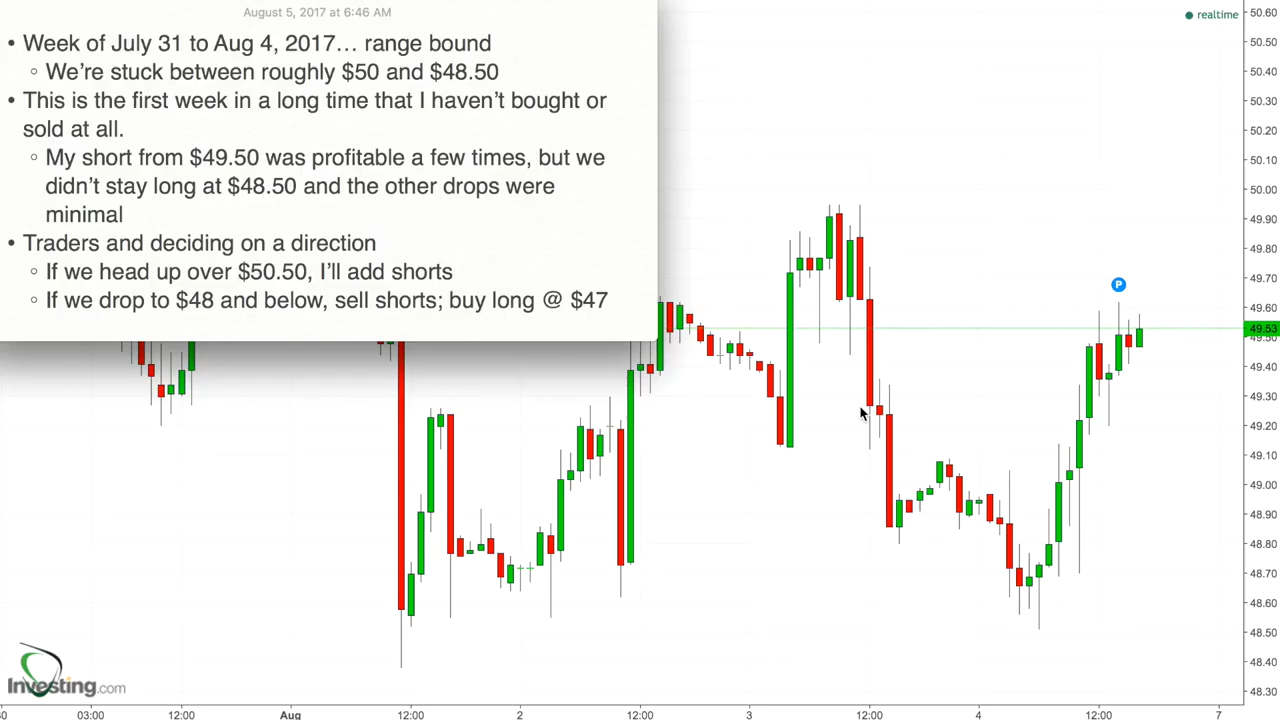 August 5, 2017 at 6:46 AM
• Week of July 31 to Aug 4, 2017… range bound
◦ We’re stuck between roughly $50 and $48.50
• This is the first week in a long time that I haven’t bought or
sold at all.
◦ My short from $49.50 was profitable a few times, but we
didn’t stay long at $48.50 and the other drops were
minimal
• Traders and deciding on a direction
◦ If we head up over $50.50, I’ll add shorts
◦ If we drop to $48 and below, sell shorts; buy long @ $47
realtime
50.60
50.50
50.40
50.30
50.20
50.10
50.00
49.90
49.80
49.70
P
49.60
49.53
49.50
49.40
49.30
49.20
49.10
49.00
48.90
48.80
48.70
48.60
48.50
48.40
48.30
Investing.com
03:00 12:00 Aug 12:00 2 12:00 3 12:00 4 12:00 7